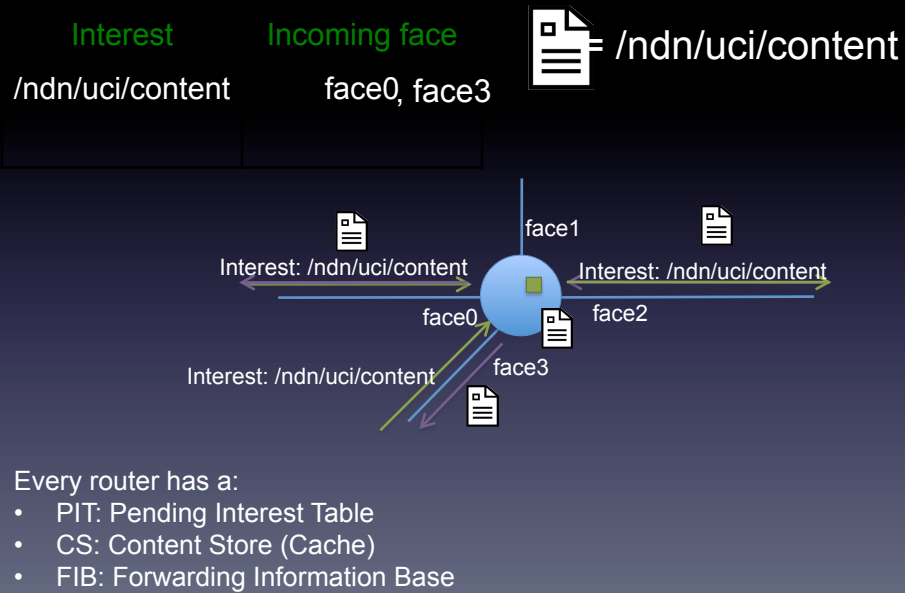 Interest Incoming face
= /ndn/uci/content
/ndn/uci/content face0, face3
face1
Interest: /ndn/uci/content
Interest: /ndn/uci/content
face0
face2
Interest: /ndn/uci/content
face3
Every router has a:
• PIT: Pending Interest Table
• CS: Content Store (Cache)
• FIB: Forwarding Information Base